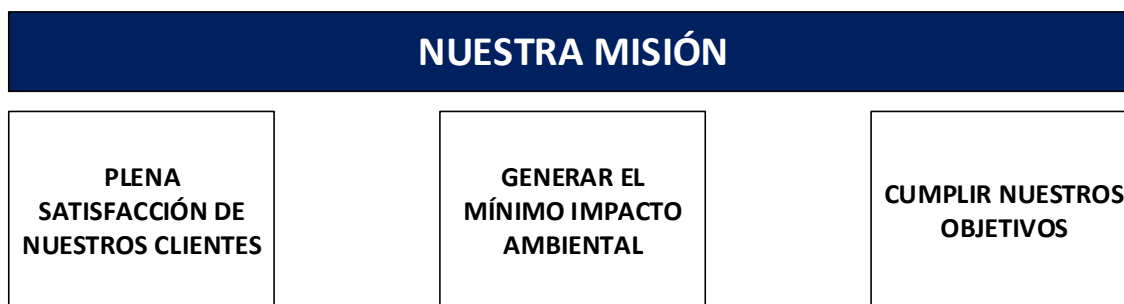 NUESTRA MISIÓN
PLENA
SATISFACCIÓN DE
NUESTROS CLIENTES
GENERAR EL
MÍNIMO IMPACTO
AMBIENTAL
CUMPLIR NUESTROS
OBJETIVOS